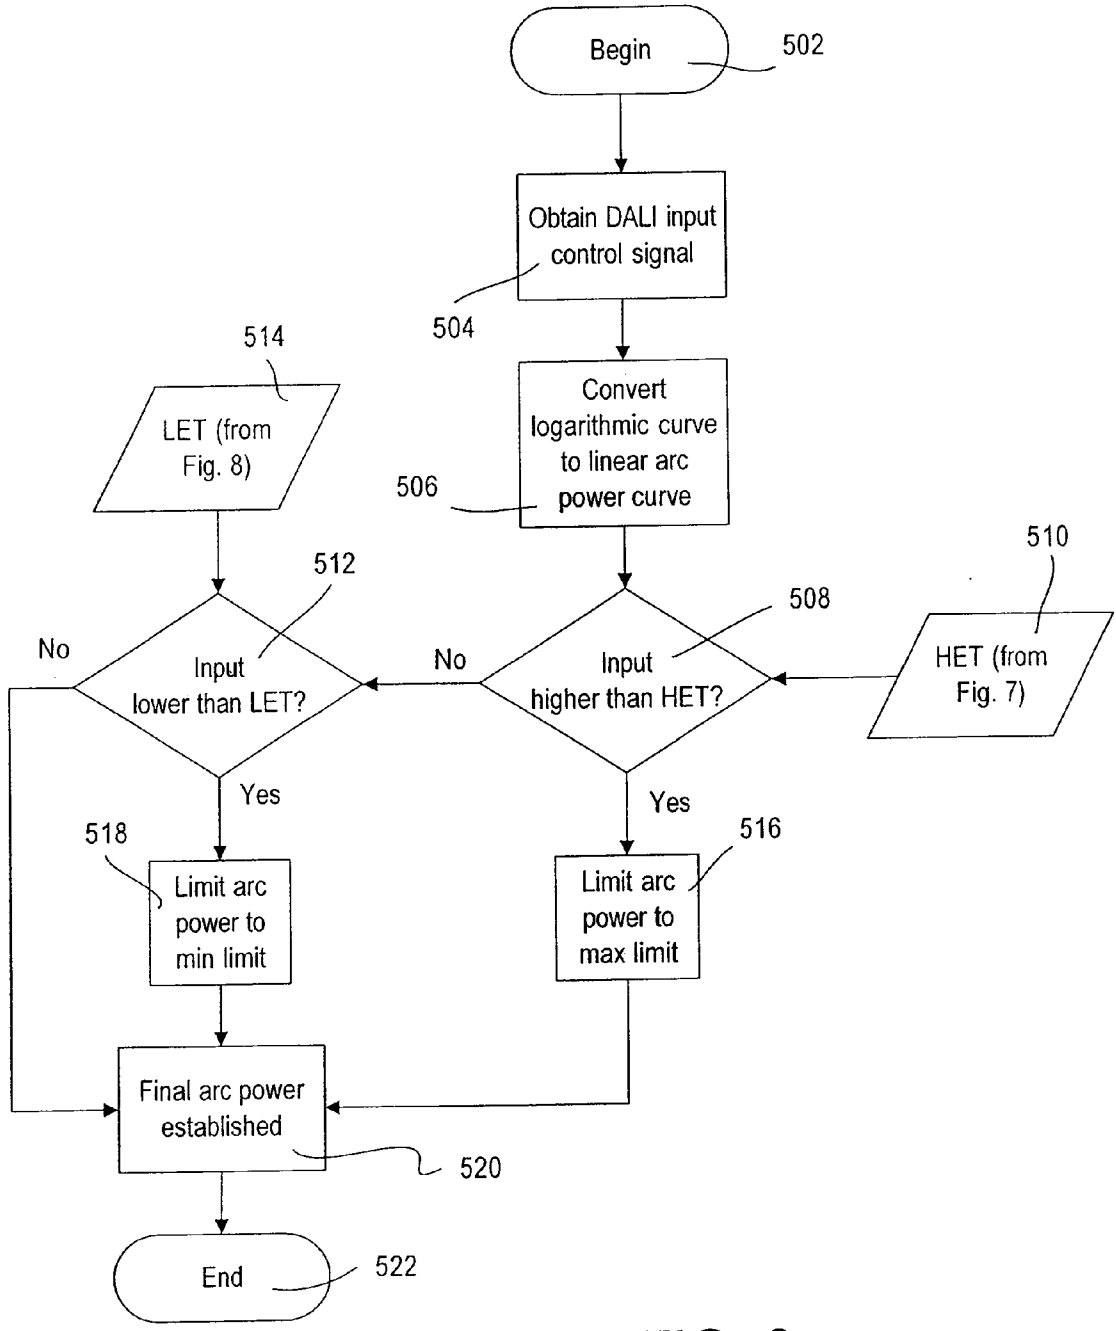 Begin
502
Obtain DALI input
control signal
504
514
LET (from
Fig. 8)
Convert
logarithmic curve
to linear arc
power curve
506
510
HET (from
Fig. 7)
512
508
No
Input
lower than LET?
No
Input
higher than HET?
Yes
Yes
518
516
Limit arc
power to
min limit
Limit arc
power to
max limit
Final arc power
established
520
End
522